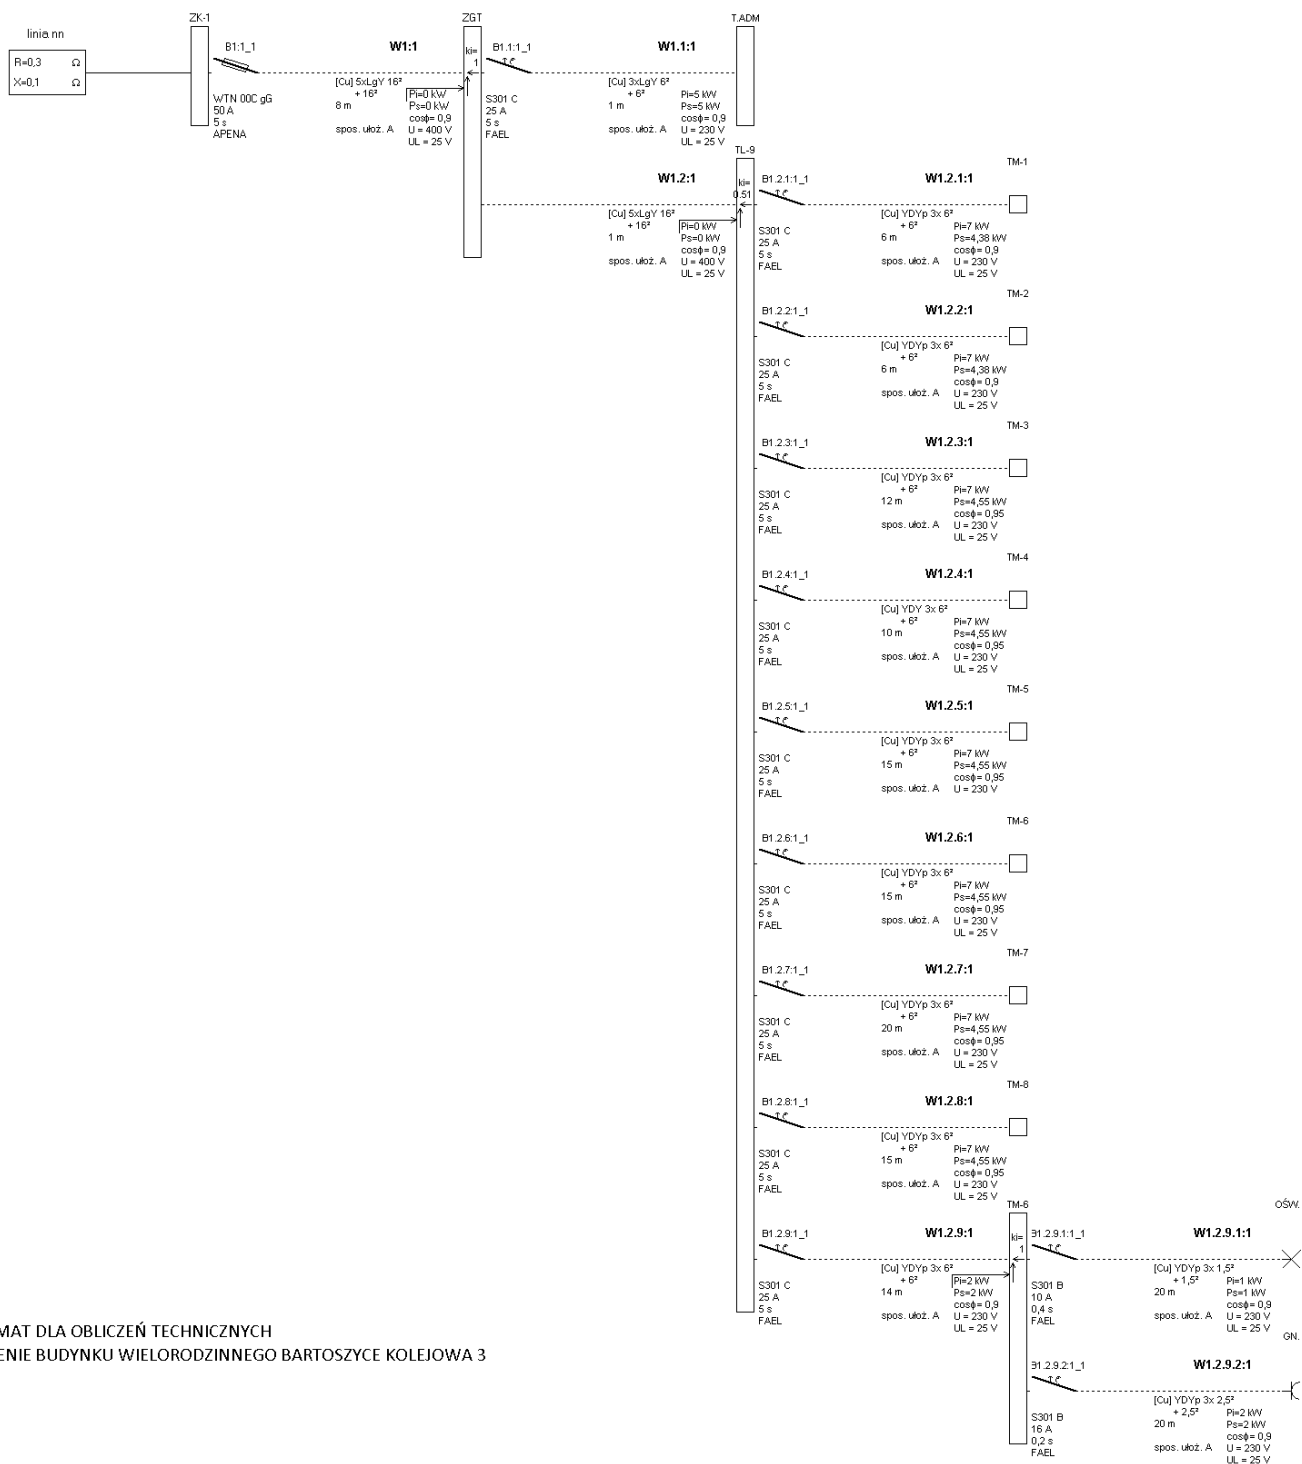 linia nn
R=0,3 Ω
X=0,1 Ω
ZK-1
B1:1_1
WTN 00C gG
50 A
5 s
APENA
W1:1
[Cu] 5xLgY 16²
+ 16²
8 m
spos. ułoż. A
Pi=0 kW
Ps=0 kW
cosϕ= 0,9
U = 400 V
UL = 25 V
ZGT
ki=
1
B1.1:1_1
S301 C
25 A
5 s
FAEL
W1.1:1
[Cu] 3xLgY 6²
+ 6²
1 m
spos. ułoż. A
Pi=5 kW
Ps=5 kW
cosϕ= 0,9
U = 230 V
UL = 25 V
T.ADM
W1.2:1
[Cu] 5xLgY 16²
+ 16²
1 m
spos. ułoż. A
Pi=0 kW
Ps=0 kW
cosϕ= 0,9
U = 400 V
UL = 25 V
TL-9
ki=
0.51
B1.2.1:1_1
S301 C
25 A
5 s
FAEL
W1.2.1:1
[Cu] YDYp 3x 6²
+ 6²
6 m
spos. ułoż. A
Pi=7 kW
Ps=4,38 kW
cosϕ= 0,9
U = 230 V
UL = 25 V
TM-1
B1.2.2:1_1
S301 C
25 A
5 s
FAEL
W1.2.2:1
[Cu] YDYp 3x 6²
+ 6²
6 m
spos. ułoż. A
Pi=7 kW
Ps=4,38 kW
cosϕ= 0,9
U = 230 V
UL = 25 V
TM-2
B1.2.3:1_1
S301 C
25 A
5 s
FAEL
W1.2.3:1
[Cu] YDYp 3x 6²
+ 6²
12 m
spos. ułoż. A
Pi=7 kW
Ps=4,55 kW
cosϕ= 0,95
U = 230 V
UL = 25 V
TM-3
B1.2.4:1_1
S301 C
25 A
5 s
FAEL
W1.2.4:1
[Cu] YDY 3x 6²
+ 6²
10 m
spos. ułoż. A
Pi=7 kW
Ps=4,55 kW
cosϕ= 0,95
U = 230 V
UL = 25 V
TM-4
B1.2.5:1_1
S301 C
25 A
5 s
FAEL
W1.2.5:1
[Cu] YDYp 3x 6²
+ 6²
15 m
spos. ułoż. A
Pi=7 kW
Ps=4,55 kW
cosϕ= 0,95
U = 230 V
TM-5
B1.2.6:1_1
S301 C
25 A
5 s
FAEL
W1.2.6:1
[Cu] YDYp 3x 6²
+ 6²
15 m
spos. ułoż. A
Pi=7 kW
Ps=4,55 kW
cosϕ= 0,95
U = 230 V
UL = 25 V
TM-6
B1.2.7:1_1
S301 C
25 A
5 s
FAEL
W1.2.7:1
[Cu] YDYp 3x 6²
+ 6²
20 m
spos. ułoż. A
Pi=7 kW
Ps=4,55 kW
cosϕ= 0,95
U = 230 V
UL = 25 V
TM-7
B1.2.8:1_1
S301 C
25 A
5 s
FAEL
W1.2.8:1
[Cu] YDYp 3x 6²
+ 6²
15 m
spos. ułoż. A
Pi=7 kW
Ps=4,55 kW
cosϕ= 0,95
U = 230 V
UL = 25 V
TM-8
B1.2.9:1_1
S301 C
25 A
5 s
FAEL
W1.2.9:1
[Cu] YDYp 3x 6²
+ 6²
14 m
spos. ułoż. A
Pi=2 kW
Ps=2 kW
cosϕ= 0,9
U = 230 V
UL = 25 V
TM-6
ki=
1
31.2.9.1:1_1
S301 B
10 A
0,4 s
FAEL
W1.2.9.1:1
[Cu] YDYp 3x 1,5²
+ 1,5²
20 m
spos. ułoż. A
Pi=1 kW
Ps=1 kW
cosϕ= 0,9
U = 230 V
UL = 25 V
OŚW.
31.2.9.2:1_1
S301 B
16 A
0,2 s
FAEL
W1.2.9.2:1
[Cu] YDYp 3x 2,5²
+ 2,5²
20 m
spos. ułoż. A
Pi=2 kW
Ps=2 kW
cosϕ= 0,9
U = 230 V
UL = 25 V
GN.
MAT DLA OBLICZEŃ TECHNICZNYCH
ENIE BUDYNKU WIELORODZINNEGO BARTOSZYCE KOLEJOWA 3